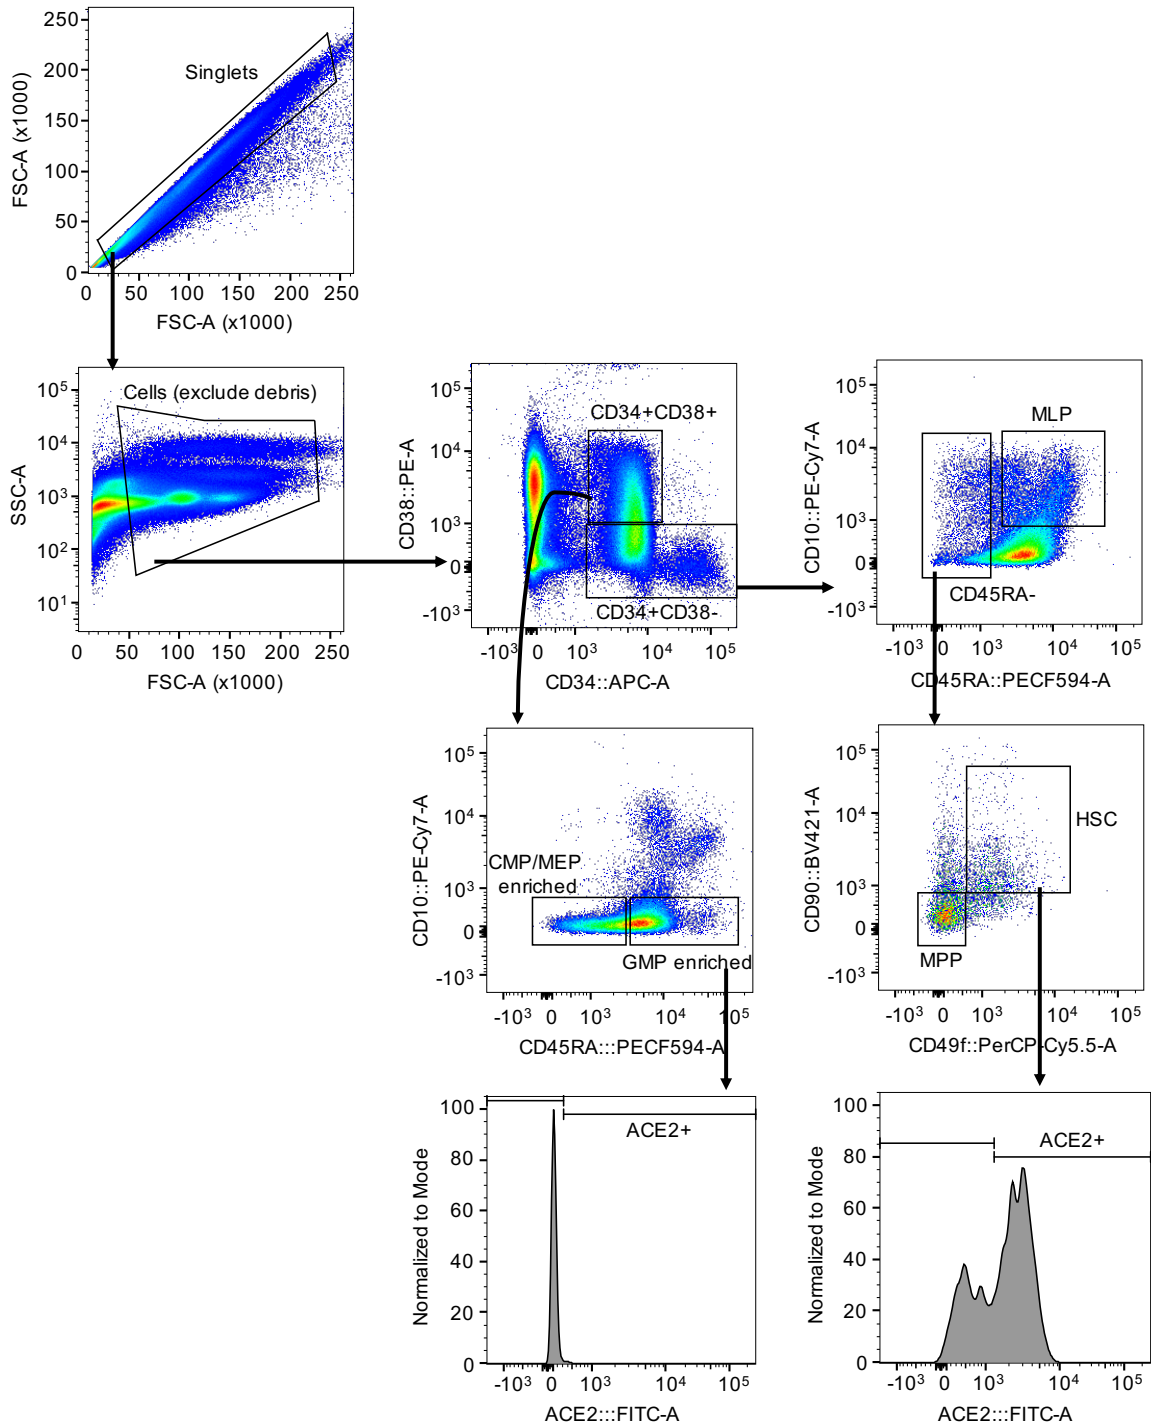 250
200
150
100
50
0
FSC-A (x1000)
Singlets
0 50 100 150 200 250
FSC-A (x1000)
10⁵
10⁴
10³
10²
10¹
SSC-A
Cells (exclude debris)
0 50 100 150 200 250
FSC-A (x1000)
10⁵
10⁴
10³
0
-10³
CD38::PE-A
CD34+CD38+
CD34+CD38-
-10³ 0 10³ 10⁴ 10⁵
CD34::APC-A
10⁵
10⁴
10³
0
-10³
CD10::PE-Cy7-A
MLP
CD45RA-
-10³ 0 10³ 10⁴ 10⁵
CD45RA::PECF594-A
10⁵
10⁴
10³
0
-10³
CD10::PE-Cy7-A
CMP/MEP
enriched
GMP enriched
-10³ 0 10³ 10⁴ 10⁵
CD45RA:::PECF594-A
10⁵
10⁴
10³
0
-10³
CD90::BV421-A
HSC
MPP
-10³ 0 10³ 10⁴ 10⁵
CD49f::PerCP-Cy5.5-A
100
80
60
40
20
0
Normalized to Mode
ACE2+
-10³ 0 10³ 10⁴ 10⁵
ACE2:::FITC-A
100
80
60
40
20
0
Normalized to Mode
ACE2+
-10³ 0 10³ 10⁴ 10⁵
ACE2:::FITC-A